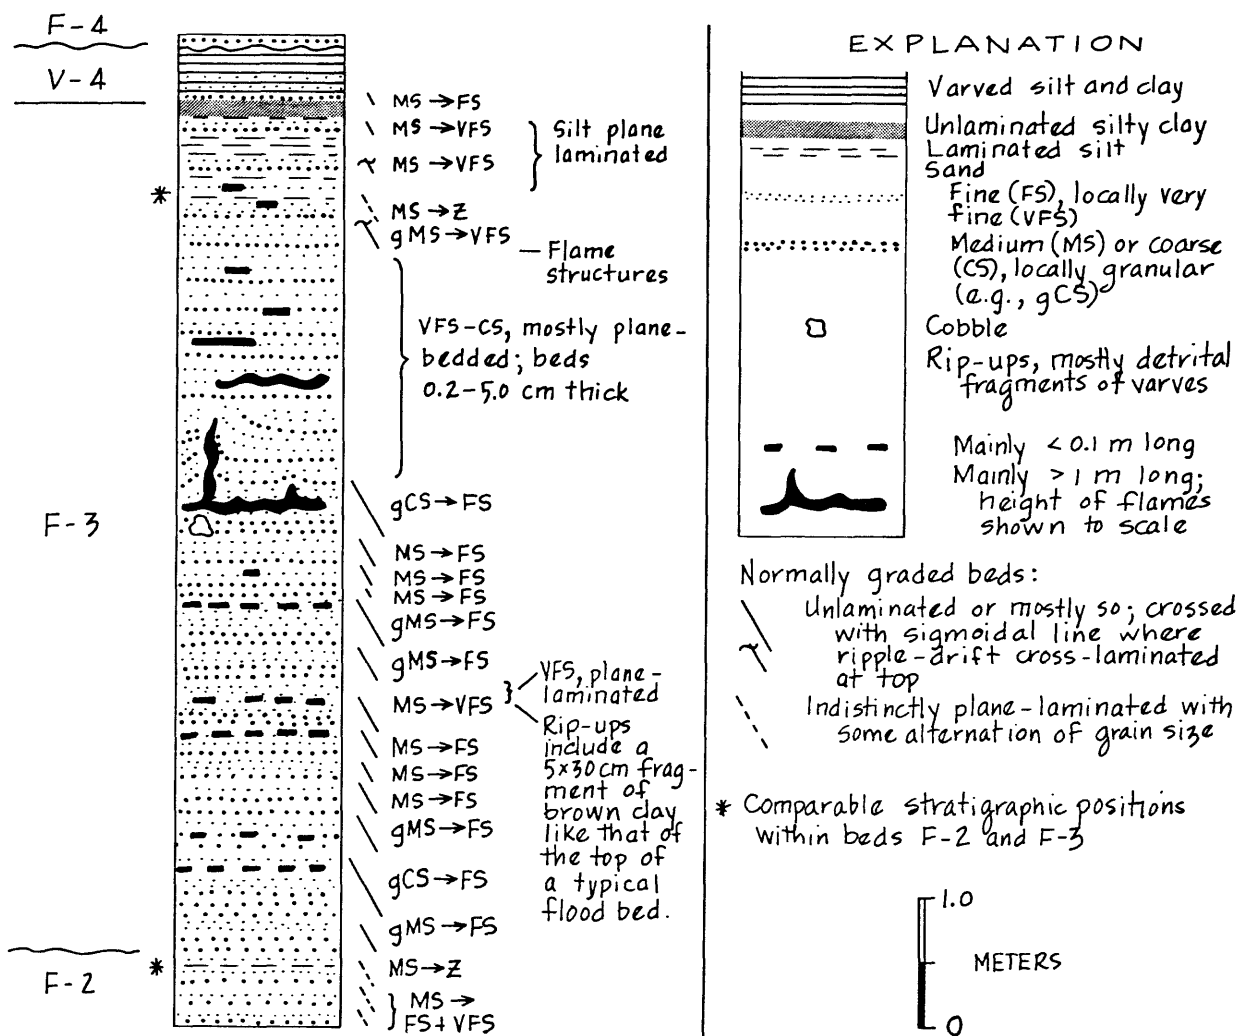 F-4
V-4
F-3
F-2
*
*
MS→FS
MS→VFS
MS→VFS
Silt plane
laminated
MS→Z
gMS→VFS
Flame
structures
VFS-CS, mostly plane-
bedded; beds
0.2-5.0 cm thick
gCS→FS
MS→FS
MS→FS
MS→FS
gMS→FS
gMS→FS
MS→VFS
VFS, plane-
laminated
Rip-ups
include a
5x30cm frag-
ment of
brown clay
like that of
the top of
a typical
flood bed.
MS→FS
MS→FS
MS→FS
gMS→FS
gCS→FS
gMS→FS
MS→Z
MS→
FS+VFS
EXPLANATION
Varved silt and clay
Unlaminated silty clay
Laminated silt
Sand
Fine (FS), locally very
fine (VFS)
Medium (MS) or coarse
(CS), locally granular
(e.g., gCS)
Cobble
Rip-ups, mostly detrital
fragments of varves
Mainly < 0.1 m long
Mainly > 1 m long;
height of flames
shown to scale
Normally graded beds:
Unlaminated or mostly so; crossed
with sigmoidal line where
ripple-drift cross-laminated
at top
Indistinctly plane-laminated with
some alternation of grain size
* Comparable stratigraphic positions
within beds F-2 and F-3
1.0
METERS
0